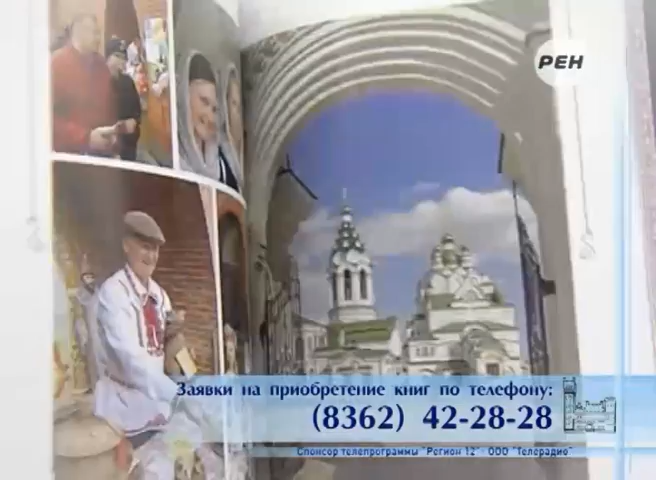 РЕН
Заявки на приобретение книг по телефону:
(8362) 42-28-28
Спонсор телепрограммы "Регион 12" - ООО "Телерадио"